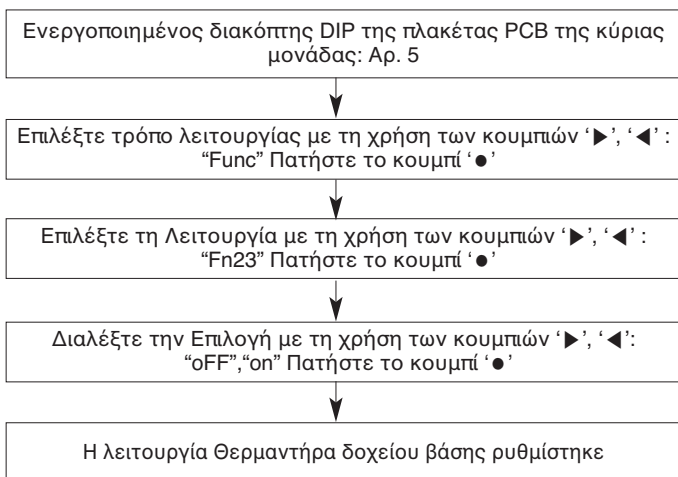 Ενεργοποιημένος διακόπτης DIP της πλακέτας PCB της κύριας
μονάδας: Αρ. 5
Επιλέξτε τρόπο λειτουργίας με τη χρήση των κουμπιών ‘▶’, ‘◀’ :
“Func” Πατήστε το κουμπί ‘●’
Επιλέξτε τη Λειτουργία με τη χρήση των κουμπιών ‘▶’, ‘◀’ :
“Fn23” Πατήστε το κουμπί ‘●’
Διαλέξτε την Επιλογή με τη χρήση των κουμπιών ‘▶’, ‘◀’:
“oFF”,“on” Πατήστε το κουμπί ‘●’
Η λειτουργία Θερμαντήρα δοχείου βάσης ρυθμίστηκε